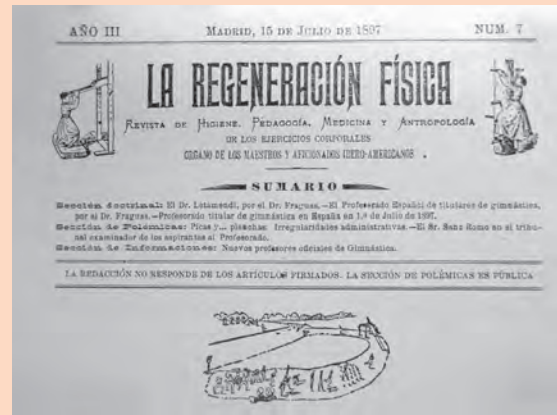 AÑO III MADRID, 15 DE JULIO DE 1897 NUM. 7
LA REGENERACIÓN FÍSICA
REVISTA DE HIGIENE, PEDAGOGÍA, MEDICINA Y ANTROPOLOGÍA
DE LOS EJERCICIOS CORPORALES
ORGANO DE LOS MAESTROS Y AFICIONADOS IBERO-AMERICANOS.
SUMARIO
Sección doctrinal: El Dr. Letamendi, por el Dr. Fraguas.—El Profesorado Español de titulares de gimnástica,
por el Dr. Fraguas.—Profesorado titular de gimnástica en España en 1.º de Julio de 1897.
Sección de Polémicas: Picas y... pinchas. Irregularidades administrativas.—El Sr. Sanz Romo en el tribu-
nal examinador de los aspirantes al Profesorado.
Sección de Informaciones: Nuevos profesores oficiales de Gimnástica.
LA REDACCIÓN NO RESPONDE DE LOS ARTÍCULOS FIRMADOS. LA SECCIÓN DE POLÉMICAS ES PÚBLICA